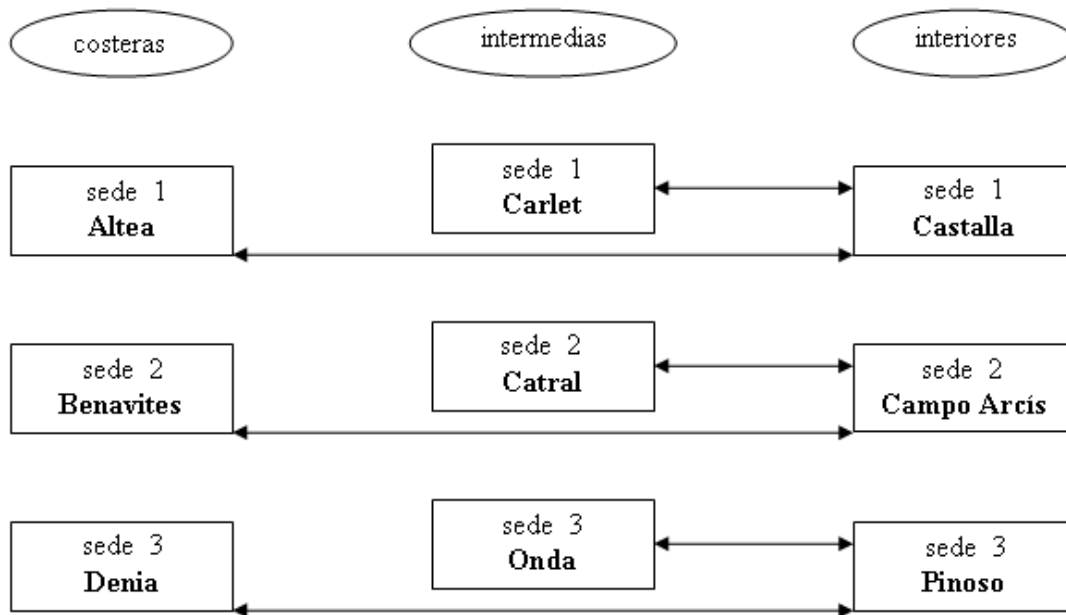 costeras
intermedias
interiores
sede 1
Altea
sede 1
Carlet
sede 1
Castalla
sede 2
Benavites
sede 2
Catral
sede 2
Campo Arcís
sede 3
Denia
sede 3
Onda
sede 3
Pinoso